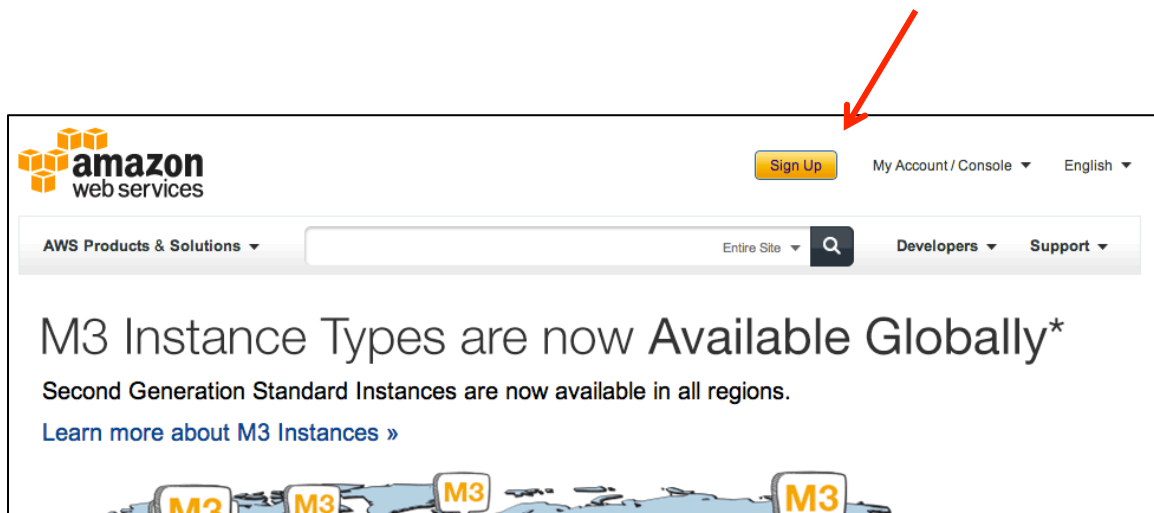 amazon
web services
Sign Up
My Account / Console
English
AWS Products & Solutions
Entire Site
Developers
Support
M3 Instance Types are now Available Globally*
Second Generation Standard Instances are now available in all regions.
Learn more about M3 Instances »
M3
M3
M3
M3